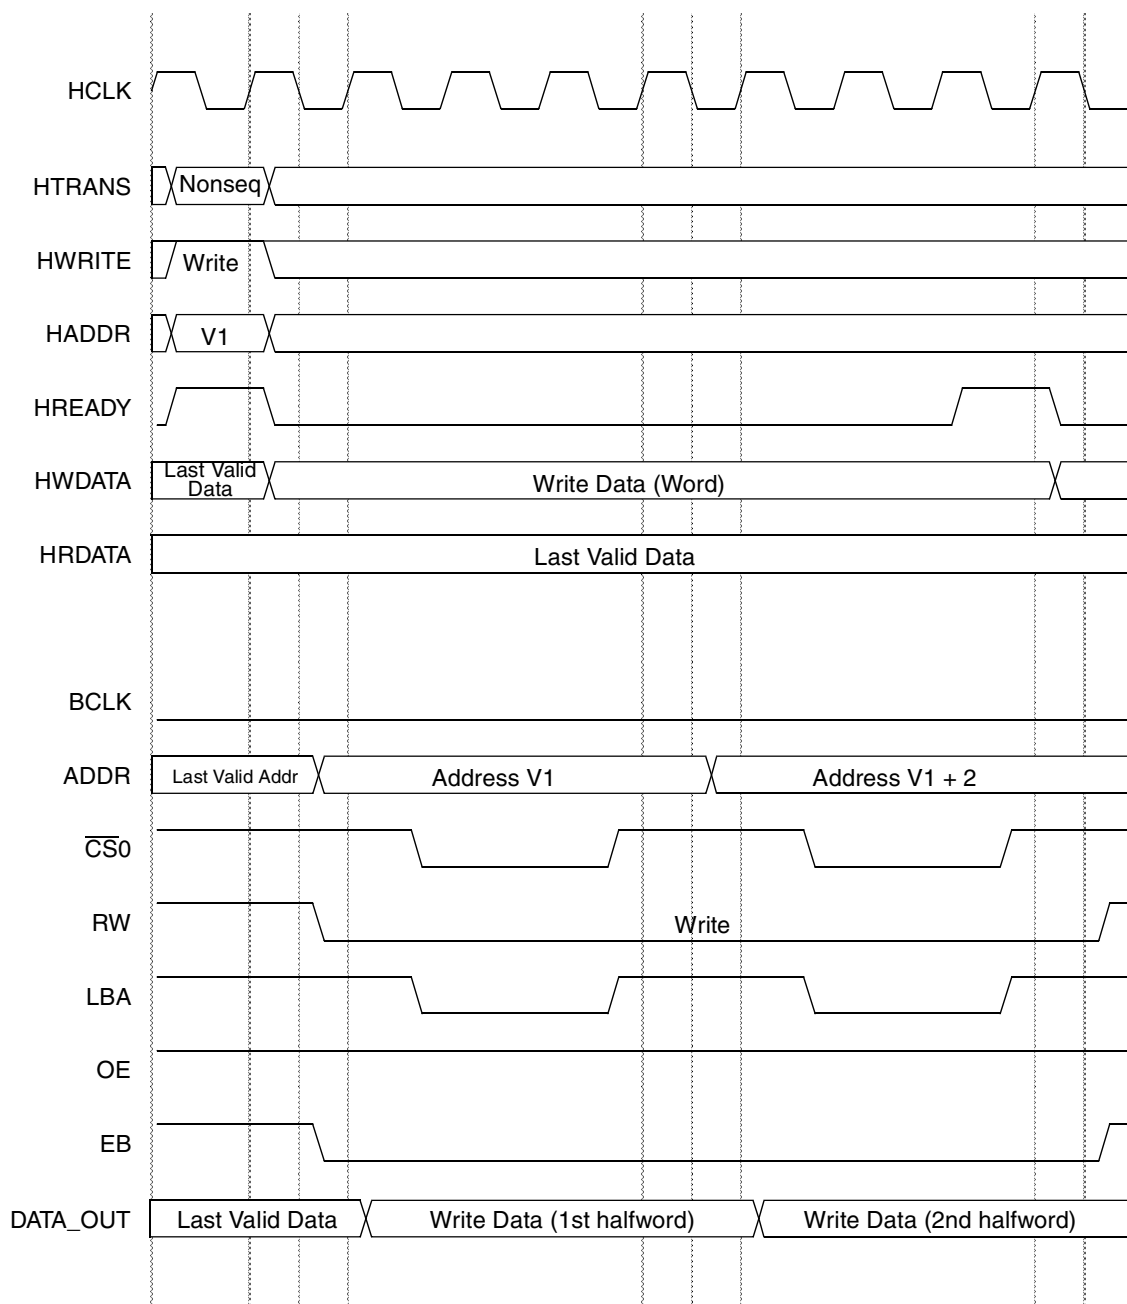 HCLK
HTRANS Nonseq
HWRITE Write
HADDR V1
HREADY
HWDATA Last Valid Data Write Data (Word)
HRDATA Last Valid Data
BCLK
ADDR Last Valid Addr Address V1 Address V1 + 2
CS0
RW Write
LBA
OE
EB
DATA_OUT Last Valid Data Write Data (1st halfword) Write Data (2nd halfword)